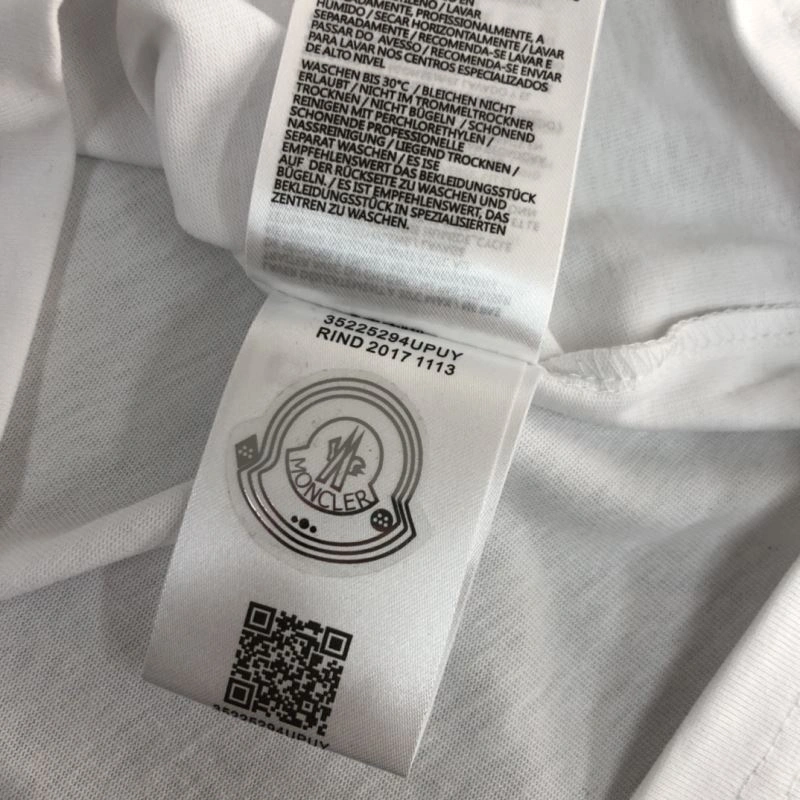 HUMIDO / SECAR HORIZONTALMENTE / LAVAR
SEPARADAMENTE / RECOMENDA-SE LAVAR E
PASSAR DO AVESSO / RECOMENDA-SE ENVIAR
PARA LAVAR NOS CENTROS ESPECIALIZADOS
DE ALTO NIVEL
WASCHEN BIS 30°C / BLEICHEN NICHT
ERLAUBT / NICHT IM TROMMELTROCKNER
TROCKNEN / NICHT BÜGELN / SCHONEND
REINIGEN MIT PERCHLORETHYLEN /
SCHONENDE PROFESSIONELLE
NASSREINIGUNG / LIEGEND TROCKNEN /
SEPARAT WASCHEN / ES ISE
EMPFEHLENSWERT DAS BEKLEIDUNGSSTÜCK
AUF DER RÜCKSEITE ZU WASCHEN UND
BÜGELN. / ES IST EMPFEHLENSWERT, DAS
BEKLEIDUNGSSTÜCK IN SPEZIALISIERTEN
ZENTREN ZU WASCHEN.
35225294UPUY
RIND 2017 1113
MONCLER
35225294UPUY